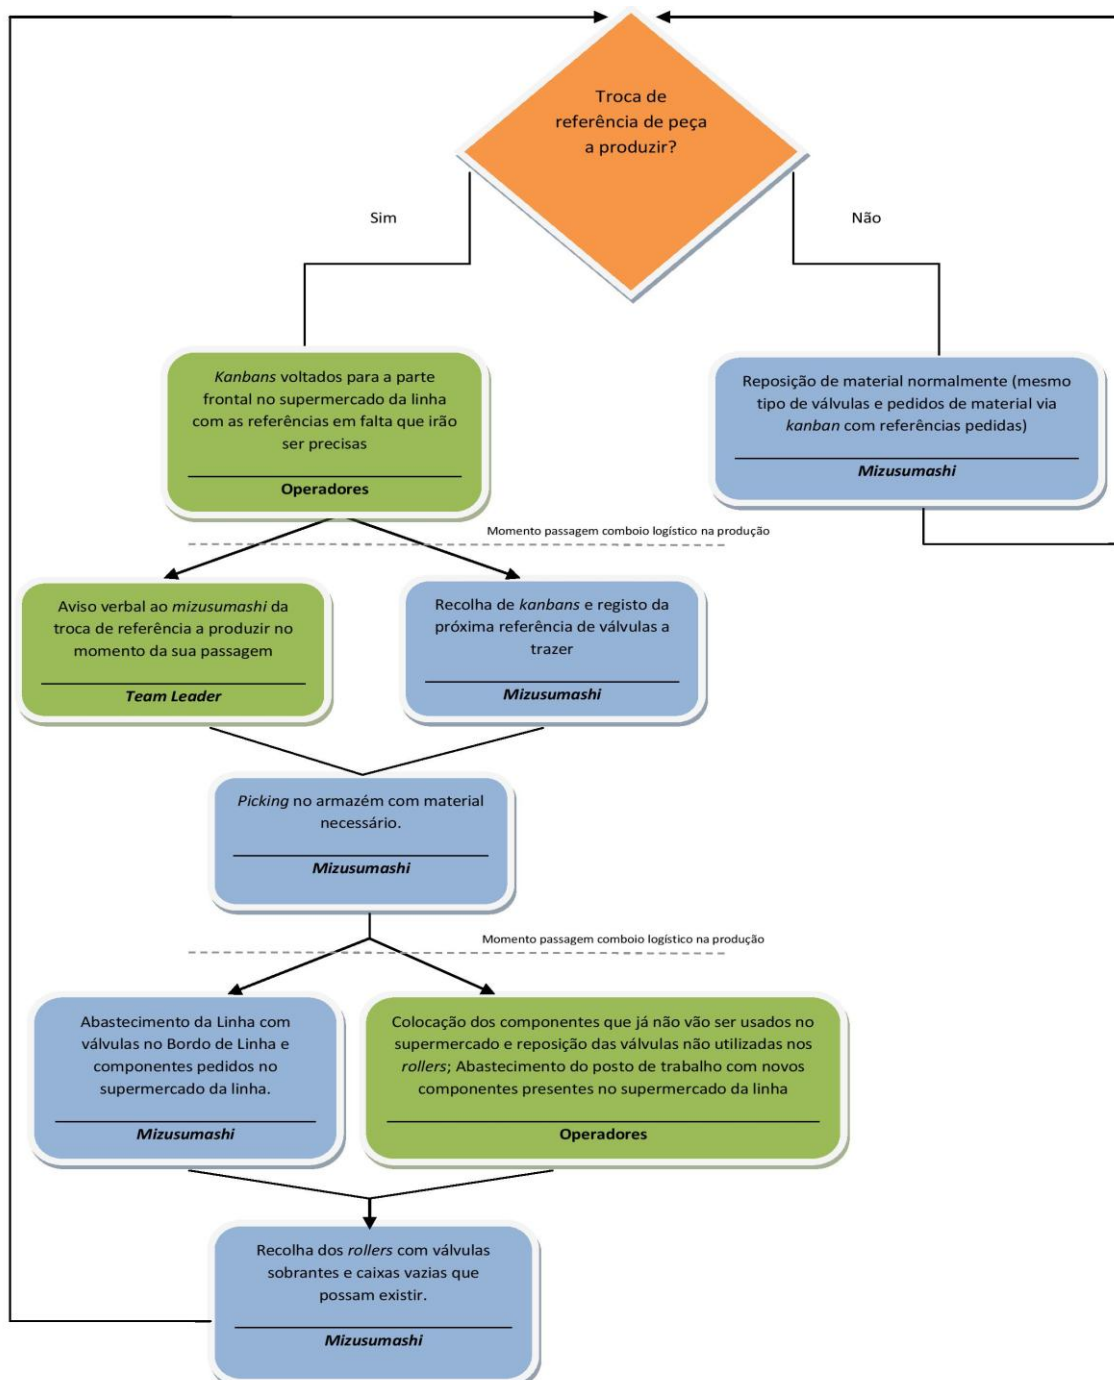 Troca de
referência de peça
a produzir?
Sim
Não
Kanbans voltados para a parte
frontal no supermercado da linha
com as referências em falta que irão
ser precisas
Operadores
Reposição de material normalmente (mesmo
tipo de válvulas e pedidos de material via
kanban com referências pedidas)
Mizusumashi
Momento passagem comboio logístico na produção
Aviso verbal ao mizusumashi da
troca de referência a produzir no
momento da sua passagem
Team Leader
Recolha de kanbans e registo da
próxima referência de válvulas a
trazer
Mizusumashi
Picking no armazém com material
necessário.
Mizusumashi
Momento passagem comboio logístico na produção
Abastecimento da Linha com
válvulas no Bordo de Linha e
componentes pedidos no
supermercado da linha.
Mizusumashi
Colocação dos componentes que já não vão ser usados no
supermercado e reposição das válvulas não utilizadas nos
rollers; Abastecimento do posto de trabalho com novos
componentes presentes no supermercado da linha
Operadores
Recolha dos rollers com válvulas
sobrantes e caixas vazias que
possam existir.
Mizusumashi